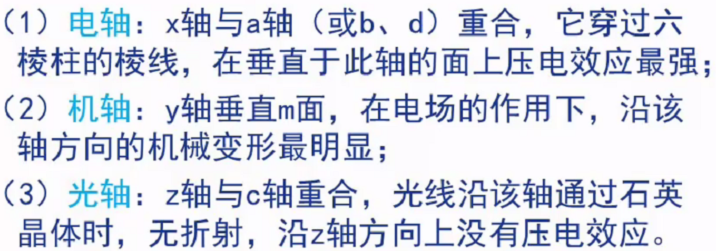 (1) 电轴：x轴与a轴（或b、d）重合，它穿过六
棱柱的棱线，在垂直于此轴的面上压电效应最强；
(2) 机轴：y轴垂直m面，在电场的作用下，沿该
轴方向的机械变形最明显；
(3) 光轴：z轴与c轴重合，光线沿该轴通过石英
晶体时，无折射，沿z轴方向上没有压电效应。